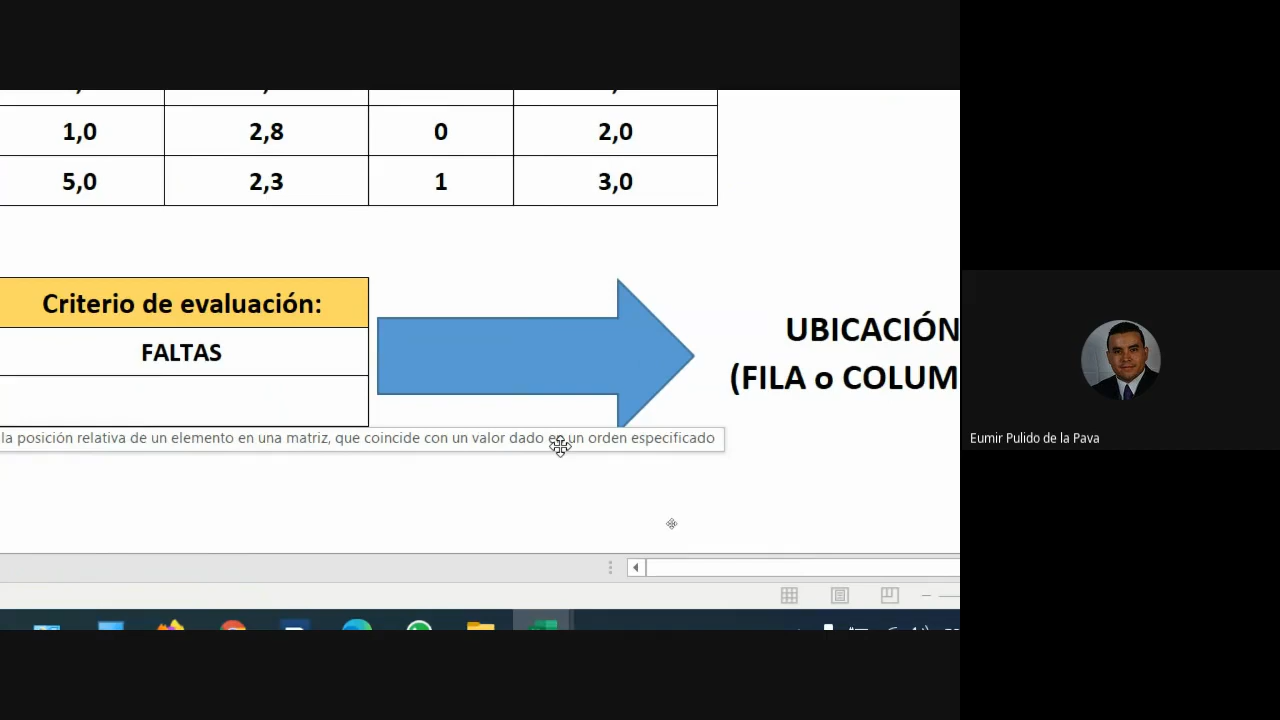 1,0 2,8 0 2,0
5,0 2,3 1 3,0
Criterio de evaluación:
FALTAS
UBICACIÓN
(FILA o COLUM
la posición relativa de un elemento en una matriz, que coincide con un valor dado en un orden especificado
Eumir Pulido de la Pava